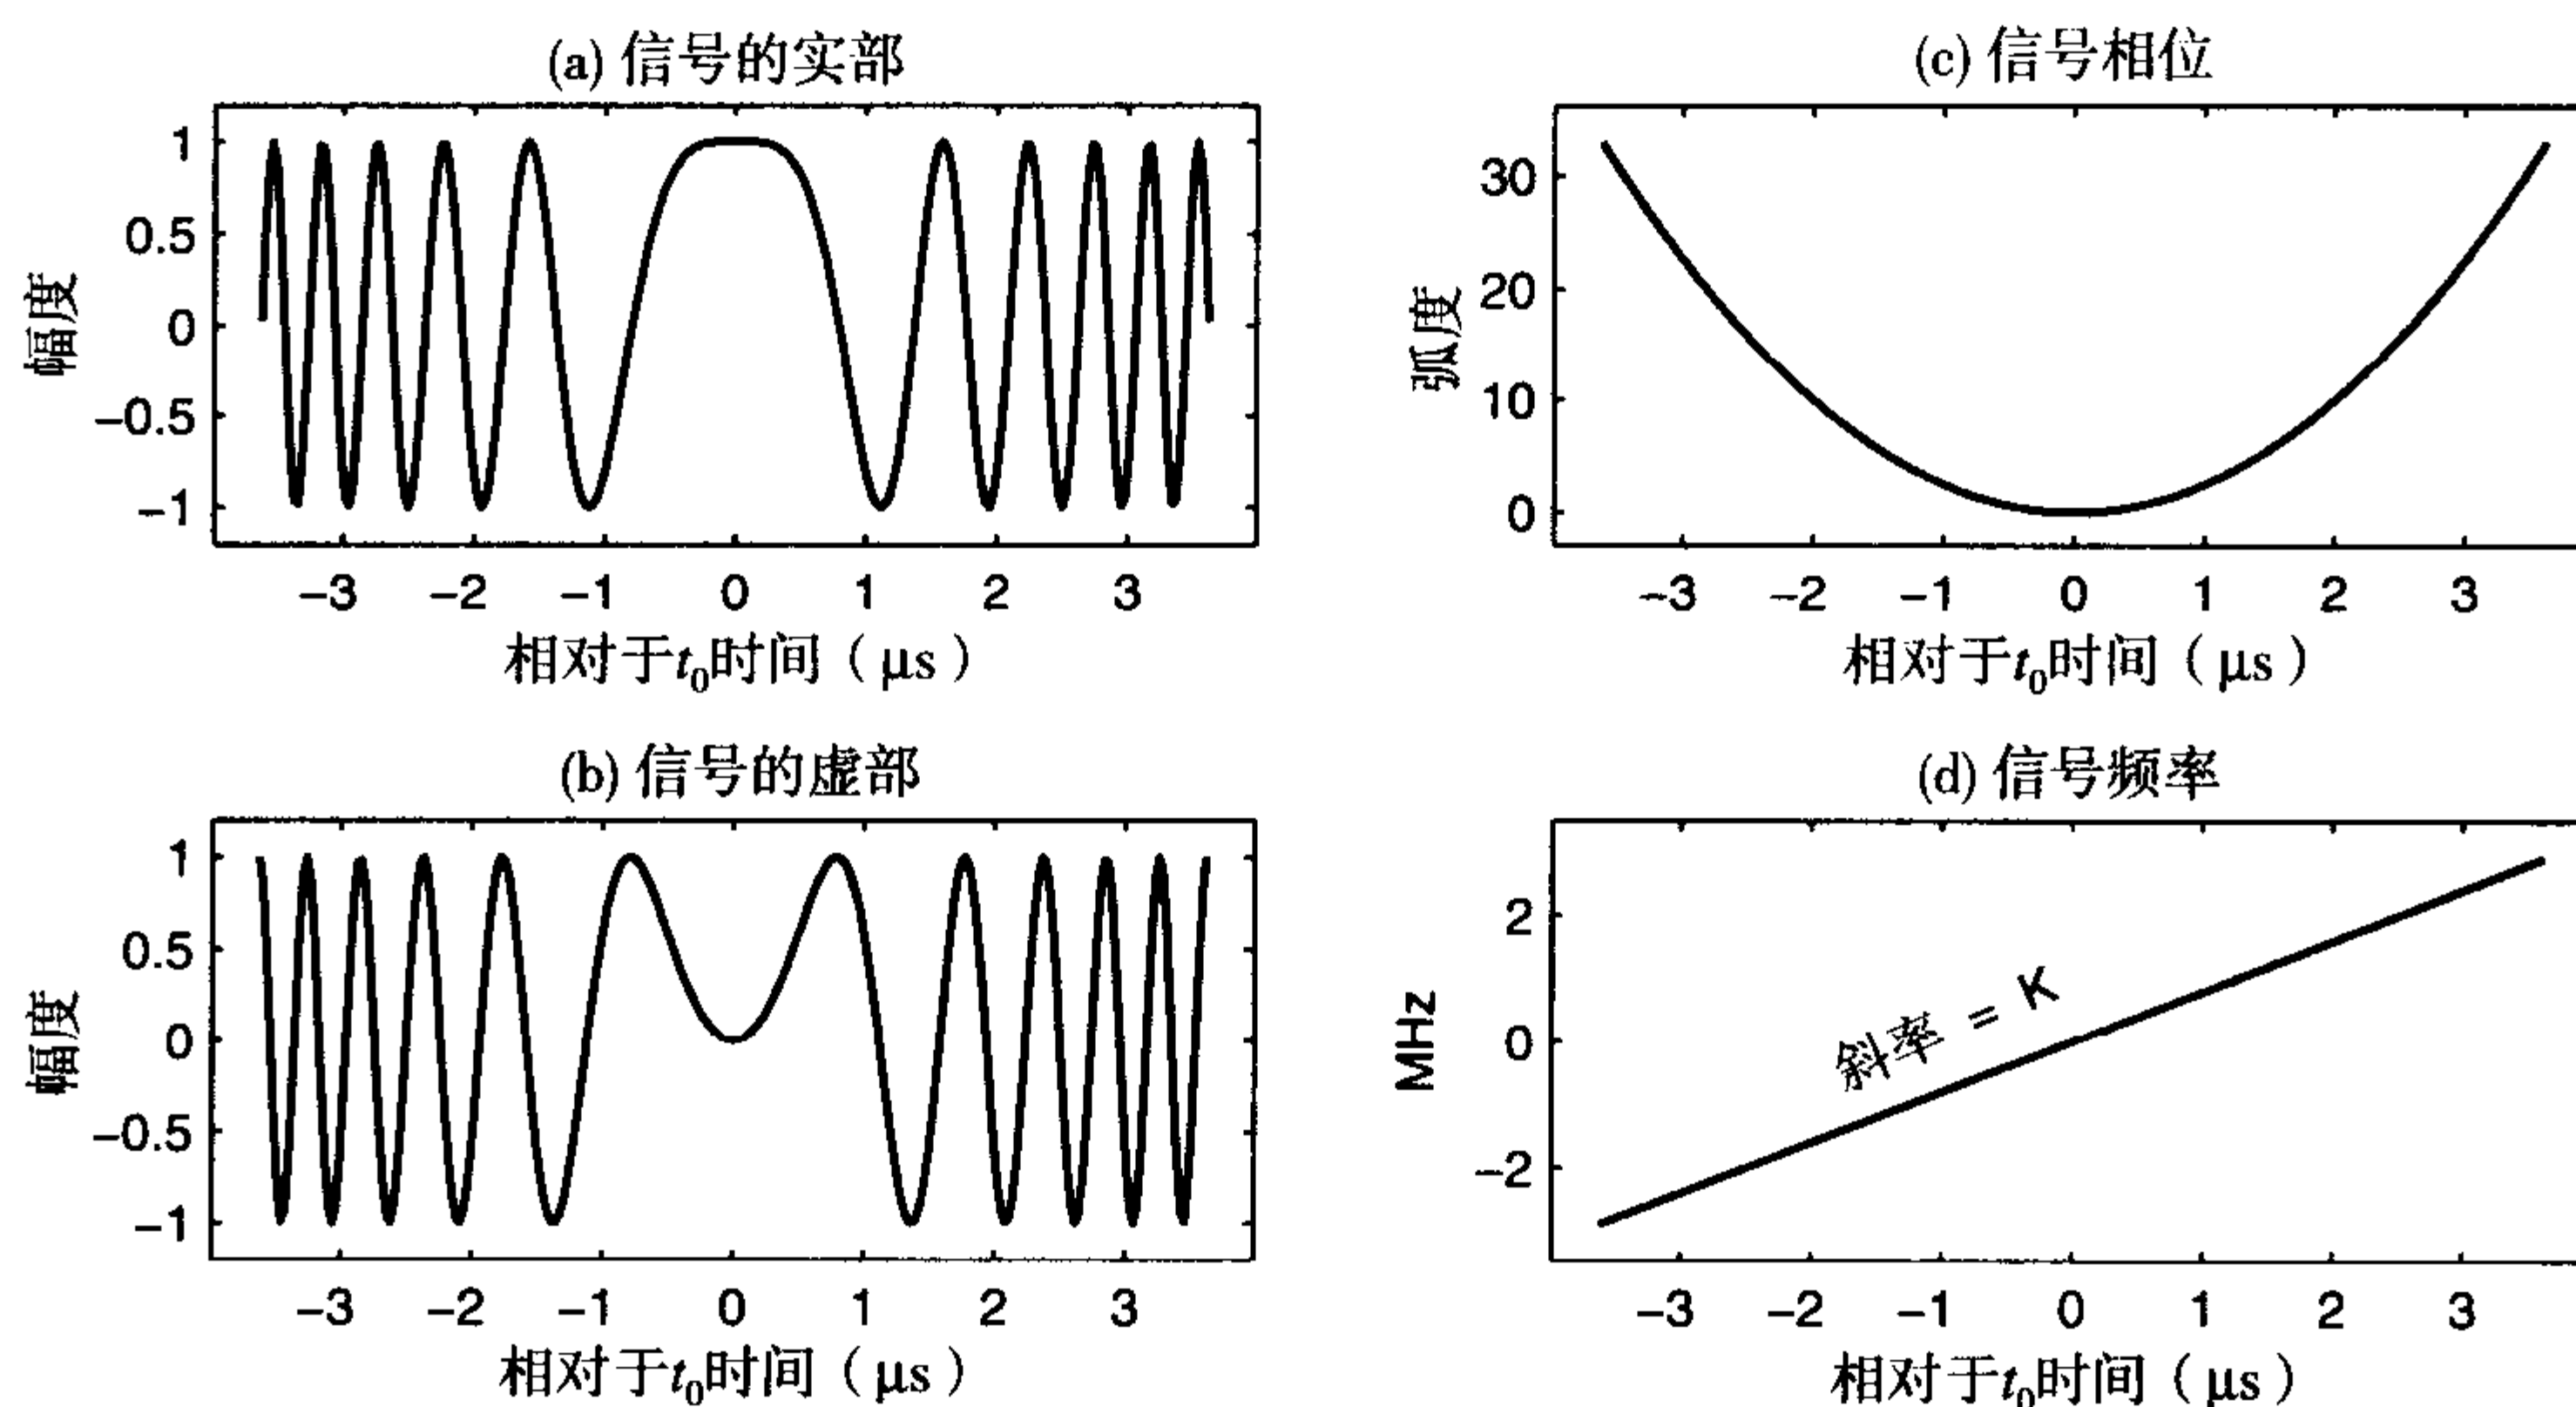 (a) 信号的实部
1
0.5
0
−0.5
−1
幅度
−3 −2 −1 0 1 2 3
相对于t₀时间（μs）
(c) 信号相位
30
20
10
0
弧度
−3 −2 −1 0 1 2 3
相对于t₀时间（μs）
(b) 信号的虚部
1
0.5
0
−0.5
−1
幅度
−3 −2 −1 0 1 2 3
相对于t₀时间（μs）
(d) 信号频率
2
0
−2
MHz
斜率 = K
−3 −2 −1 0 1 2 3
相对于t₀时间（μs）